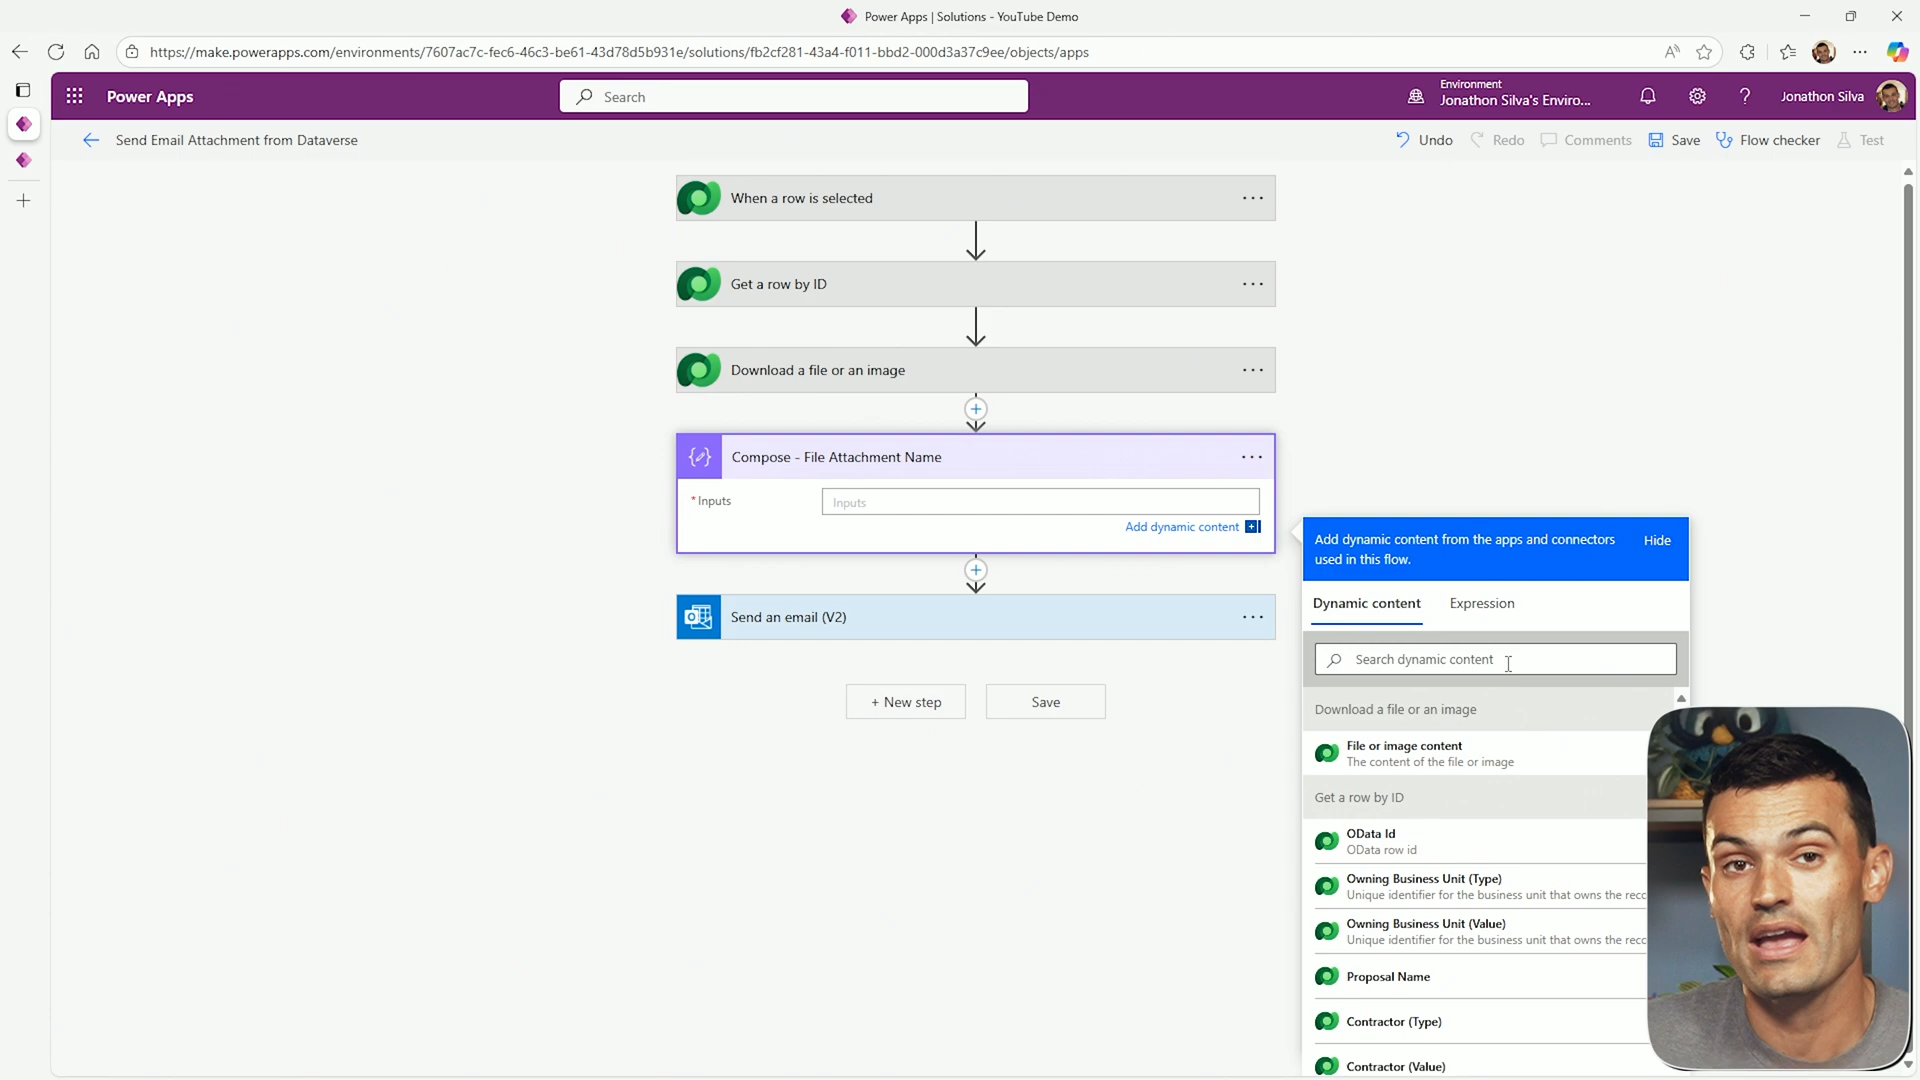 Power Apps | Solutions - YouTube Demo
https://make.powerapps.com/environments/7607ac7c-fec6-46c3-be61-43d78d5b931e/solutions/fb2cf281-43a4-f011-bbd2-000d3a37c9ee/objects/apps
Power Apps
Search
Environment
Jonathon Silva's Enviro...
Jonathon Silva
Send Email Attachment from Dataverse
Undo
Redo
Comments
Save
Flow checker
Test
When a row is selected
Get a row by ID
Download a file or an image
Compose - File Attachment Name
* Inputs
Inputs
Add dynamic content
Send an email (V2)
+ New step
Save
Add dynamic content from the apps and connectors
used in this flow.
Hide
Dynamic content
Expression
Search dynamic content
Download a file or an image
File or image content
The content of the file or image
Get a row by ID
OData Id
OData row id
Owning Business Unit (Type)
Unique identifier for the business unit that owns the rec
Owning Business Unit (Value)
Unique identifier for the business unit that owns the rec
Proposal Name
Contractor (Type)
Contractor (Value)